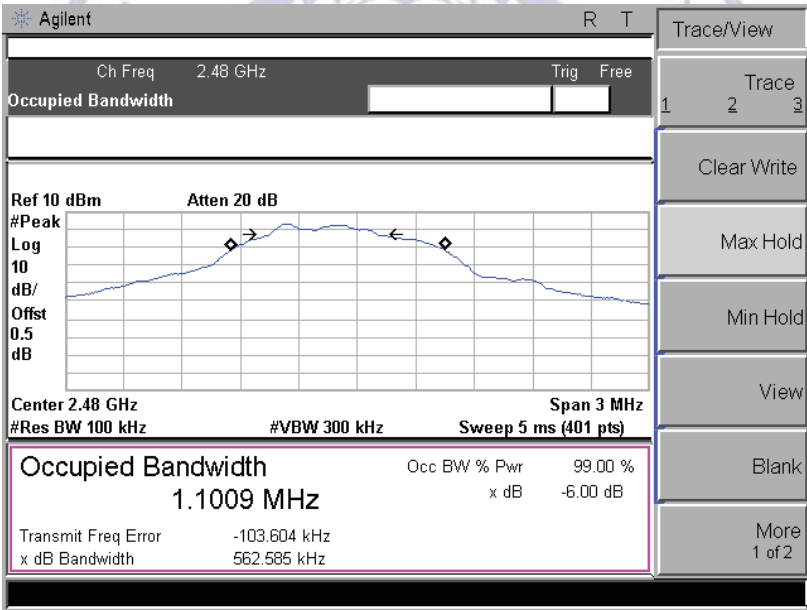 Agilent R T
Ch Freq 2.48 GHz Trig Free
Occupied Bandwidth
Ref 10 dBm Atten 20 dB
#Peak
Log
10
dB/
Offst
0.5
dB
Center 2.48 GHz Span 3 MHz
#Res BW 100 kHz #VBW 300 kHz Sweep 5 ms (401 pts)
Occupied Bandwidth Occ BW % Pwr 99.00 %
1.1009 MHz x dB -6.00 dB
Transmit Freq Error -103.604 kHz
x dB Bandwidth 562.585 kHz
Trace/View
Trace
1 2 3
Clear Write
Max Hold
Min Hold
View
Blank
More
1 of 2